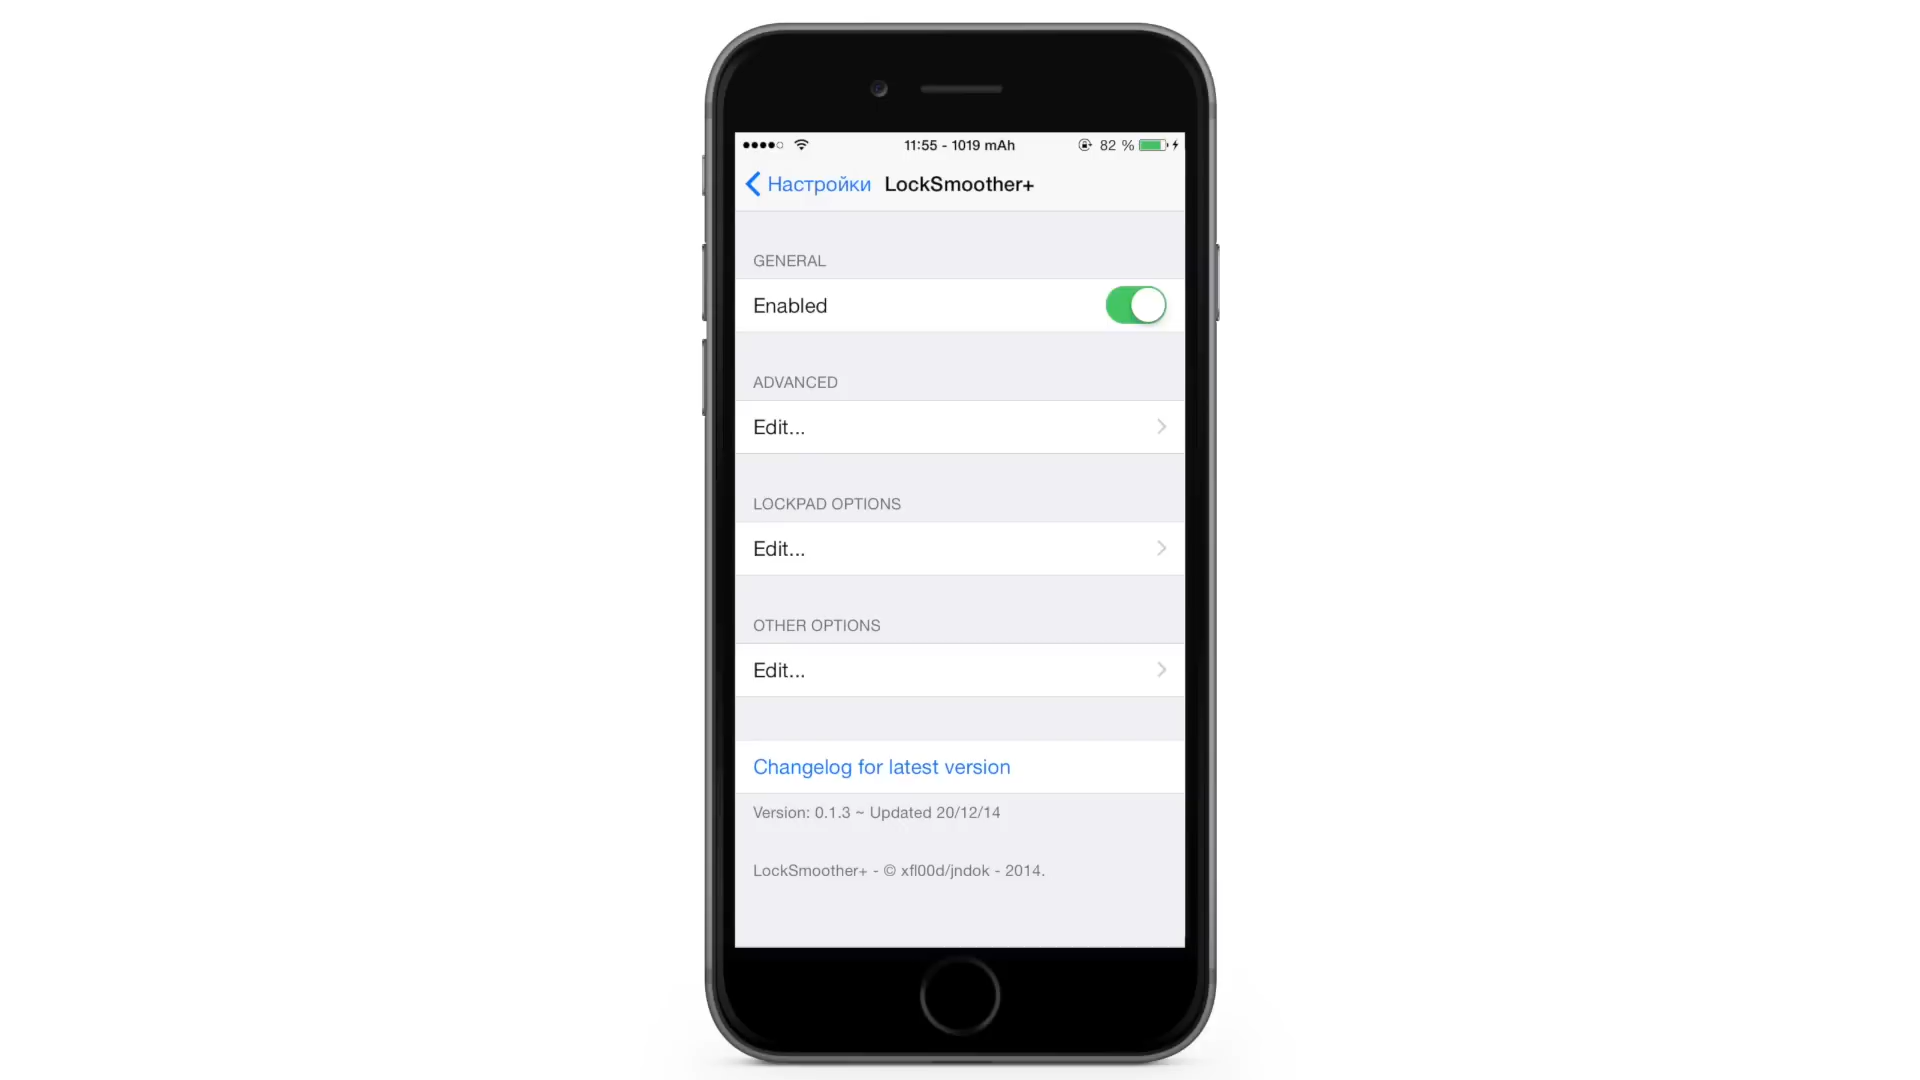 11:55 - 1019 mAh 82 %
Настройки LockSmoother+
GENERAL
Enabled
ADVANCED
Edit...
LOCKPAD OPTIONS
Edit...
OTHER OPTIONS
Edit...
Changelog for latest version
Version: 0.1.3 ~ Updated 20/12/14
LockSmoother+ - © xfl00d/jndok - 2014.